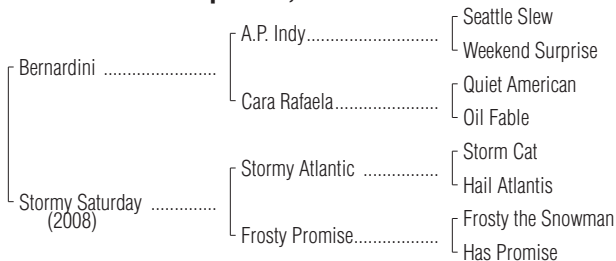 Seattle Slew
A.P. Indy..............................
Weekend Surprise
Bernardini .........................
Quiet American
Cara Rafaela........................
Oil Fable
Storm Cat
Stormy Atlantic .................
Hail Atlantis
Stormy Saturday ...............
(2008)
Frosty the Snowman
Frosty Promise...................
Has Promise